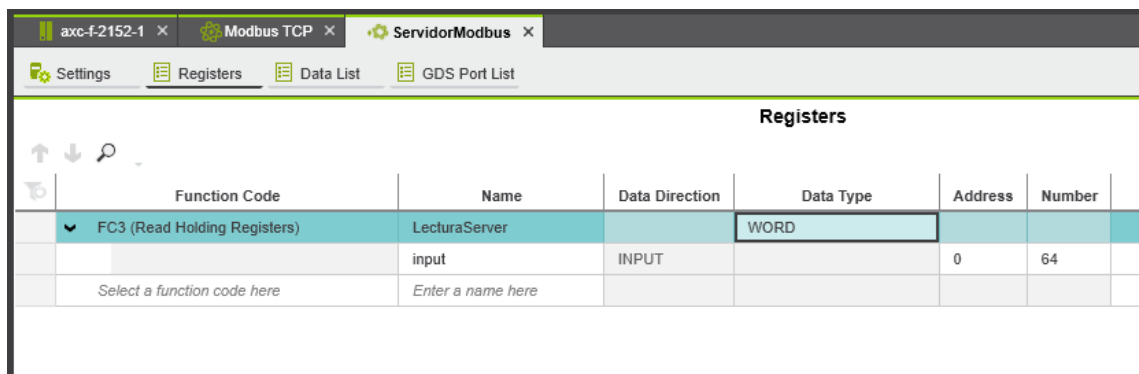 axc-f-2152-1 × Modbus TCP × ServidorModbus ×
Settings Registers Data List GDS Port List
Registers
Function Code Name Data Direction Data Type Address Number
FC3 (Read Holding Registers) LecturaServer WORD
input INPUT 0 64
Select a function code here Enter a name here